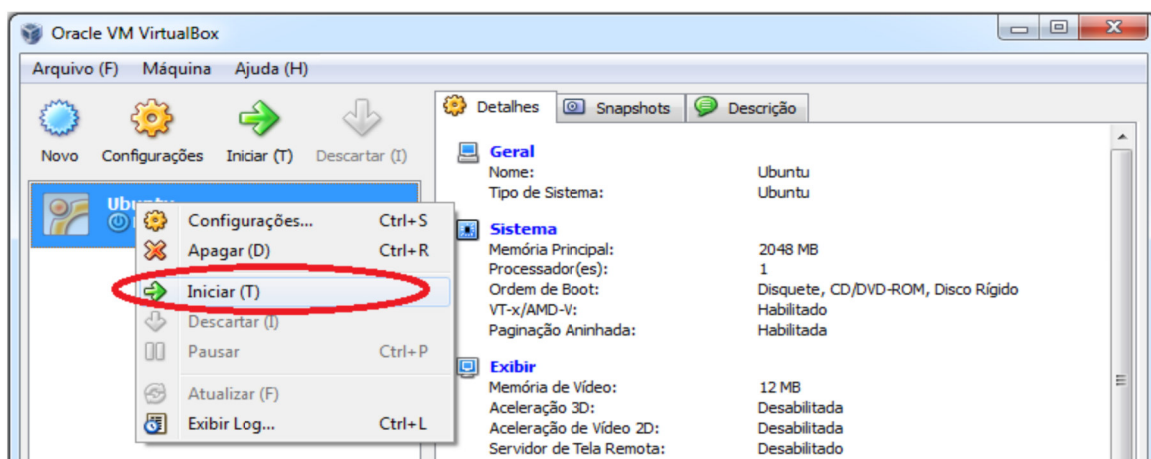 Oracle VM VirtualBox
Arquivo (F) Máquina Ajuda (H)
Novo Configurações Iniciar (T) Descartar (I)
Ubuntu
Configurações... Ctrl+S
Apagar (D) Ctrl+R
Iniciar (T)
Descartar (I)
Pausar Ctrl+P
Atualizar (F)
Exibir Log... Ctrl+L
Detalhes Snapshots Descrição
Geral
Nome: Ubuntu
Tipo de Sistema: Ubuntu
Sistema
Memória Principal: 2048 MB
Processador(es): 1
Ordem de Boot: Disquete, CD/DVD-ROM, Disco Rígido
VT-x/AMD-V: Habilitado
Paginação Aninhada: Habilitada
Exibir
Memória de Vídeo: 12 MB
Aceleração 3D: Desabilitada
Aceleração de Vídeo 2D: Desabilitada
Servidor de Tela Remota: Desabilitado